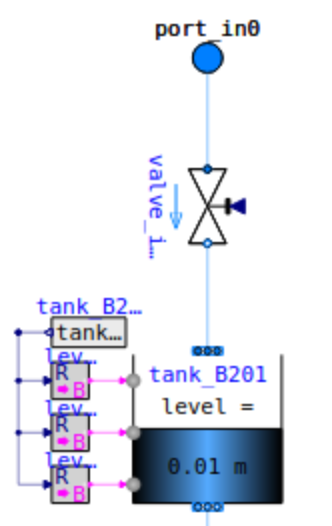 port_in0
valve_i...
tank_B2...
tank...
lev...
R
B
lev...
R
B
lev...
R
B
tank_B201
level =
0.01 m